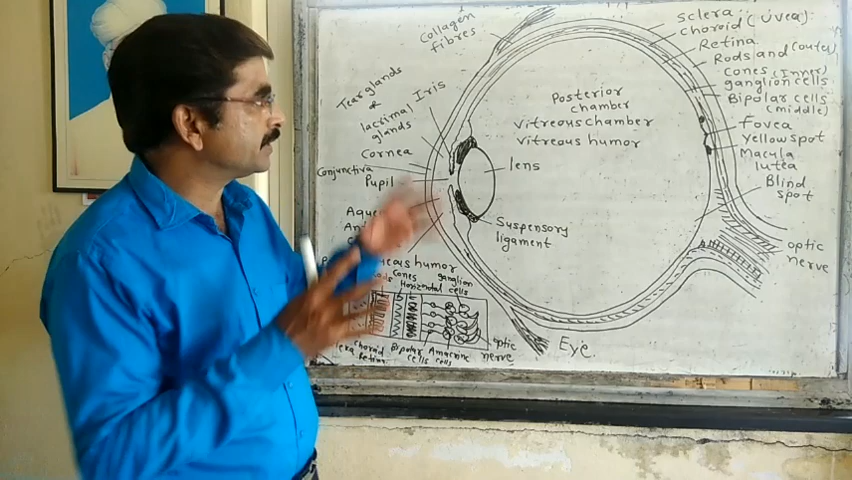 Collagen
fibres
Tear glands
&
lacrimal
glands
Iris
Cornea
Conjunctiva
Pupil
humor
Cones ganglion
Horizontal cells
choroid
Retina
Bipolar
cells
Amacrine
cells
optic
nerve
lens
Suspensory
ligament
Posterior
chamber
vitreous chamber
vitreous humor
Eye
sclera
choroid (Uvea)
Retina
Rods and (outer)
cones (inner)
ganglion cells
Bipolar cells
(middle)
Fovea
yellow spot
Macula
lutea
Blind
spot
optic
nerve